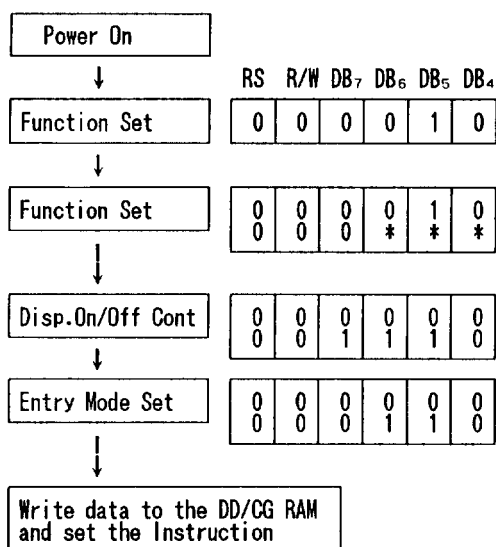 Power On
↓ RS R/W DB₇ DB₆ DB₅ DB₄
Function Set 0 0 0 0 1 0
↓
Function Set 0 0 0 0 1 0
0 0 0 * * *
↓
Disp.On/Off Cont 0 0 0 0 0 0
0 0 1 1 1 0
↓
Entry Mode Set 0 0 0 0 0 0
0 0 0 1 1 0
↓
Write data to the DD/CG RAM
and set the Instruction